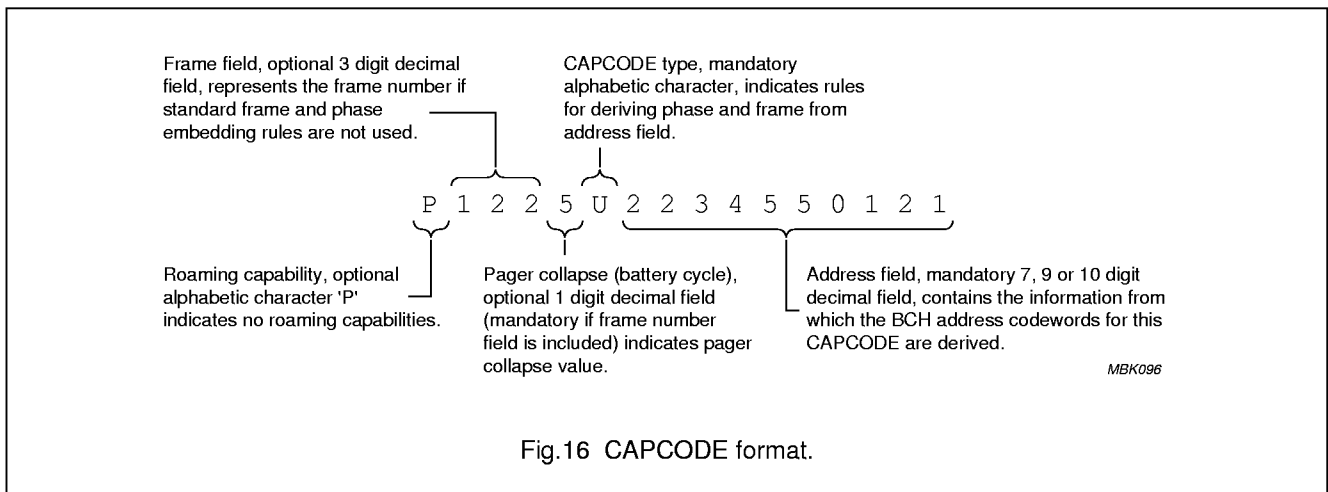 Frame field, optional 3 digit decimal
field, represents the frame number if
standard frame and phase
embedding rules are not used.
CAPCODE type, mandatory
alphabetic character, indicates rules
for deriving phase and frame from
address field.
P 1 2 2 5 U 2 2 3 4 5 5 0 1 2 1
Roaming capability, optional
alphabetic character 'P'
indicates no roaming capabilities.
Pager collapse (battery cycle),
optional 1 digit decimal field
(mandatory if frame number
field is included) indicates pager
collapse value.
Address field, mandatory 7, 9 or 10 digit
decimal field, contains the information from
which the BCH address codewords for this
CAPCODE are derived.
MBK096
Fig.16 CAPCODE format.